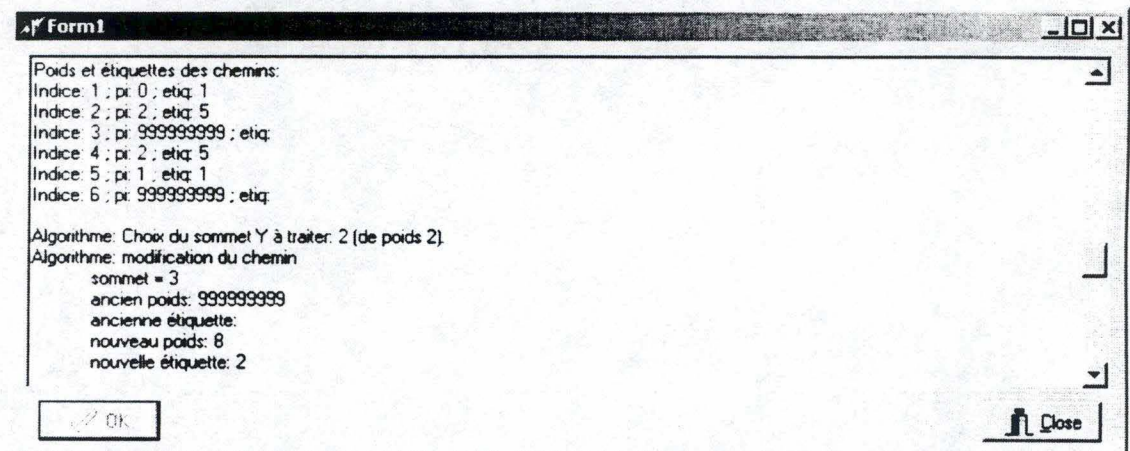 Form1
Poids et étiquettes des chemins:
Indice: 1 ; pi: 0 ; etiq: 1
Indice: 2 ; pi: 2 ; etiq: 5
Indice: 3 ; pi: 999999999 ; etiq:
Indice: 4 ; pi: 2 ; etiq: 5
Indice: 5 ; pi: 1 ; etiq: 1
Indice: 6 ; pi: 999999999 ; etiq:
Algorithme: Choix du sommet Y à traiter: 2 (de poids 2).
Algorithme: modification du chemin
sommet = 3
ancien poids: 999999999
ancienne étiquette:
nouveau poids: 8
nouvelle étiquette: 2
OK
Close